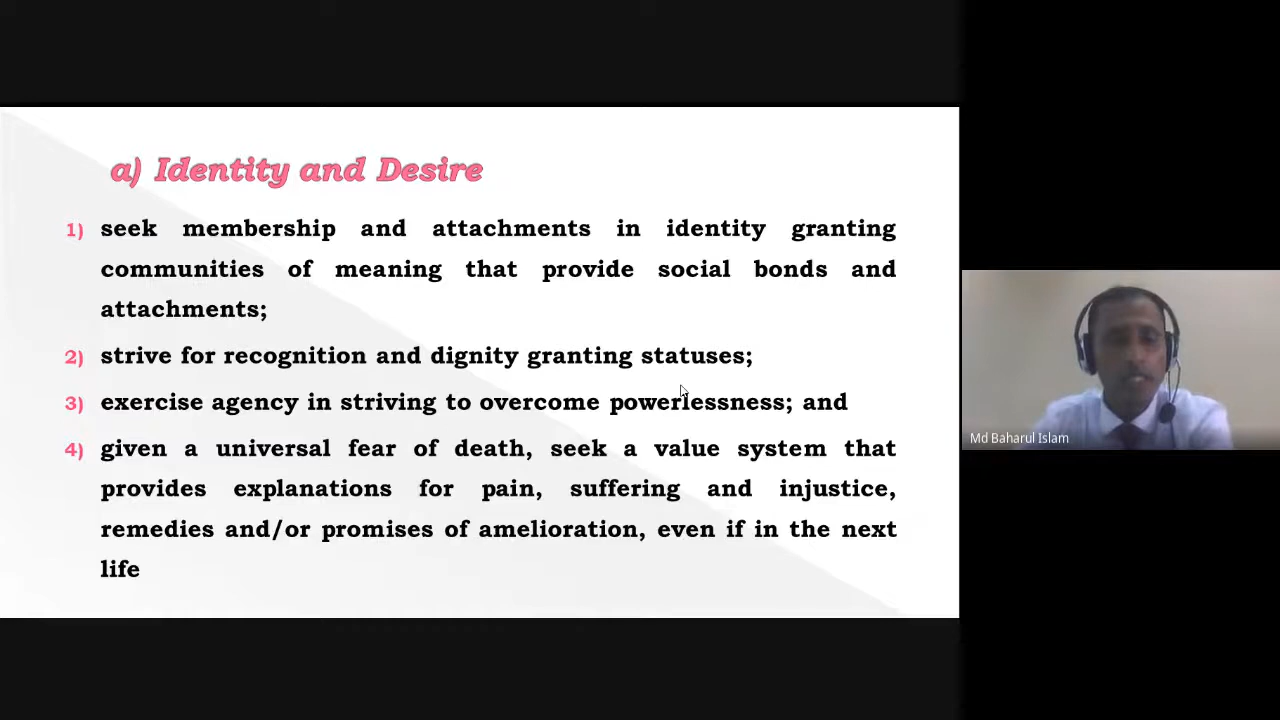 a) Identity and Desire
1) seek membership and attachments in identity granting
communities of meaning that provide social bonds and
attachments;
2) strive for recognition and dignity granting statuses;
3) exercise agency in striving to overcome powerlessness; and
4) given a universal fear of death, seek a value system that
provides explanations for pain, suffering and injustice,
remedies and/or promises of amelioration, even if in the next
life
Md Baharul Islam